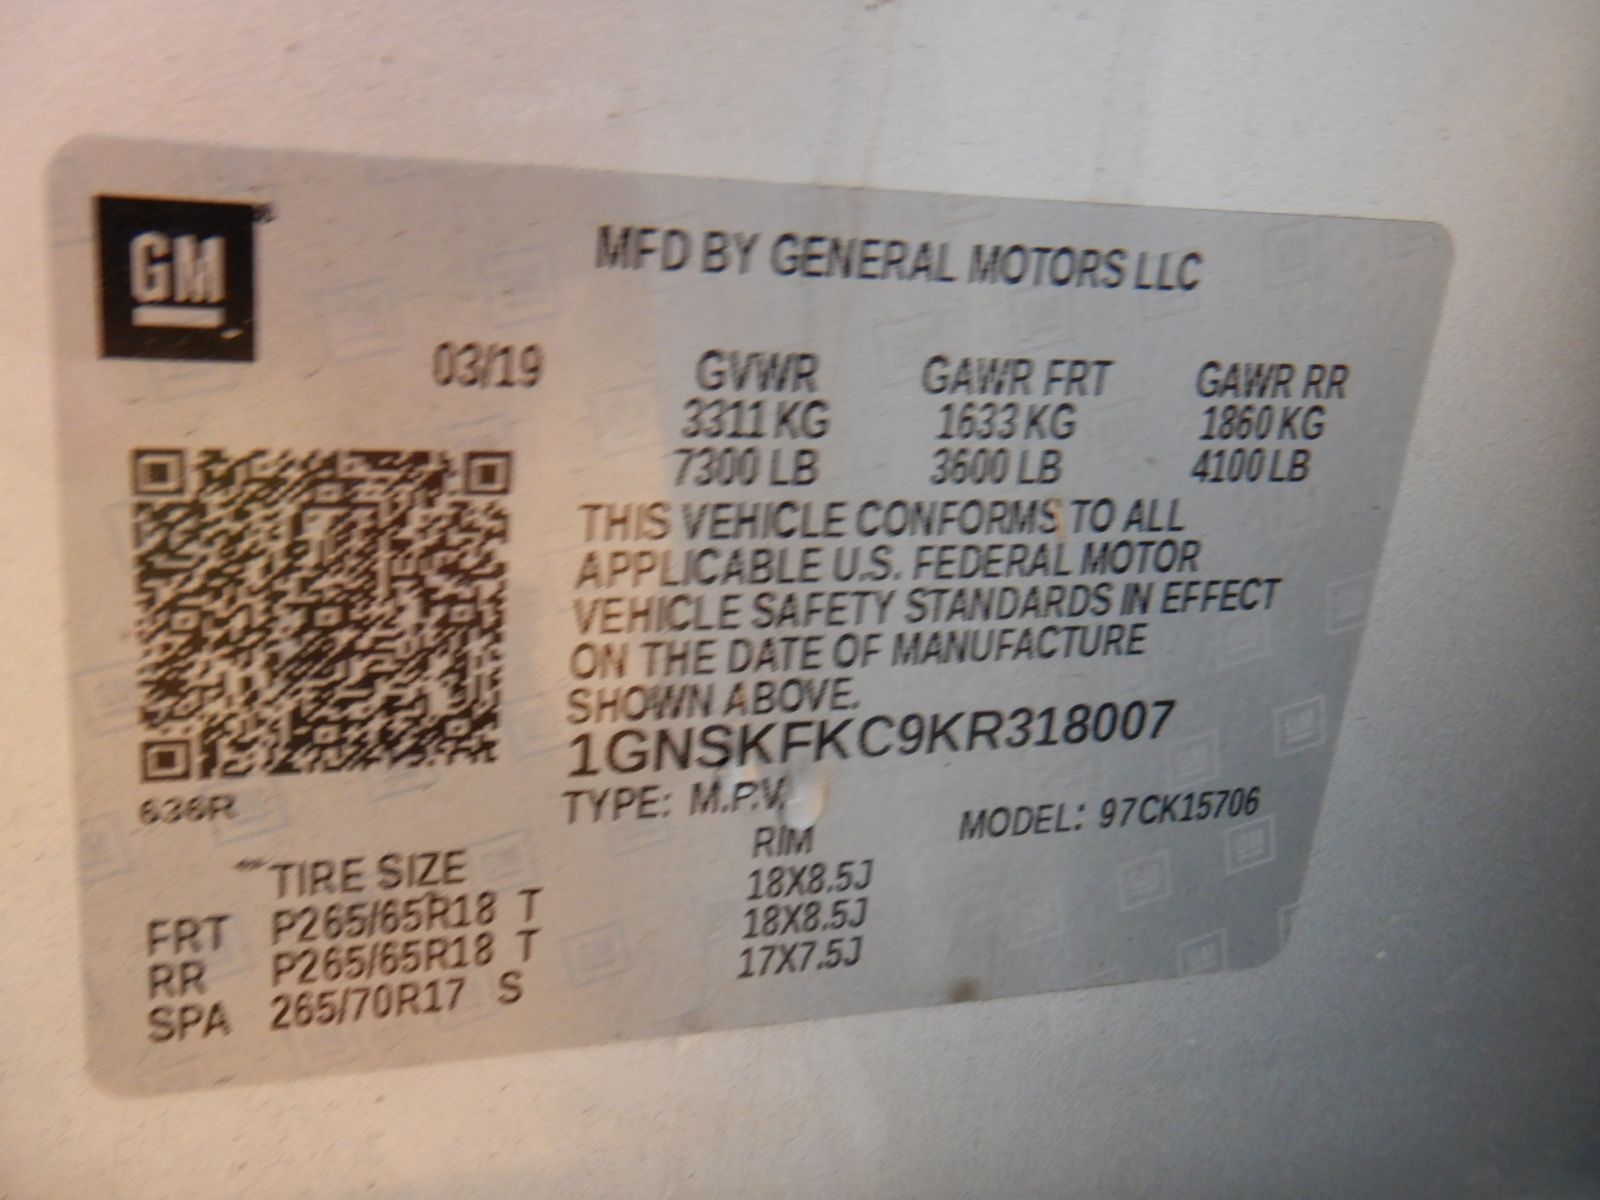 GM
MFD BY GENERAL MOTORS LLC
03/19
GVWR GAWR FRT GAWR RR
3311 KG 1633 KG 1860 KG
7300 LB 3600 LB 4100 LB
THIS VEHICLE CONFORMS TO ALL
APPLICABLE U.S. FEDERAL MOTOR
VEHICLE SAFETY STANDARDS IN EFFECT
ON THE DATE OF MANUFACTURE
SHOWN ABOVE.
1GNSKFKC9KR318007
636R
TYPE: M.P.V. MODEL: 97CK15706
TIRE SIZE RIM
FRT P265/65R18 T 18X8.5J
RR P265/65R18 T 18X8.5J
SPA 265/70R17 S 17X7.5J